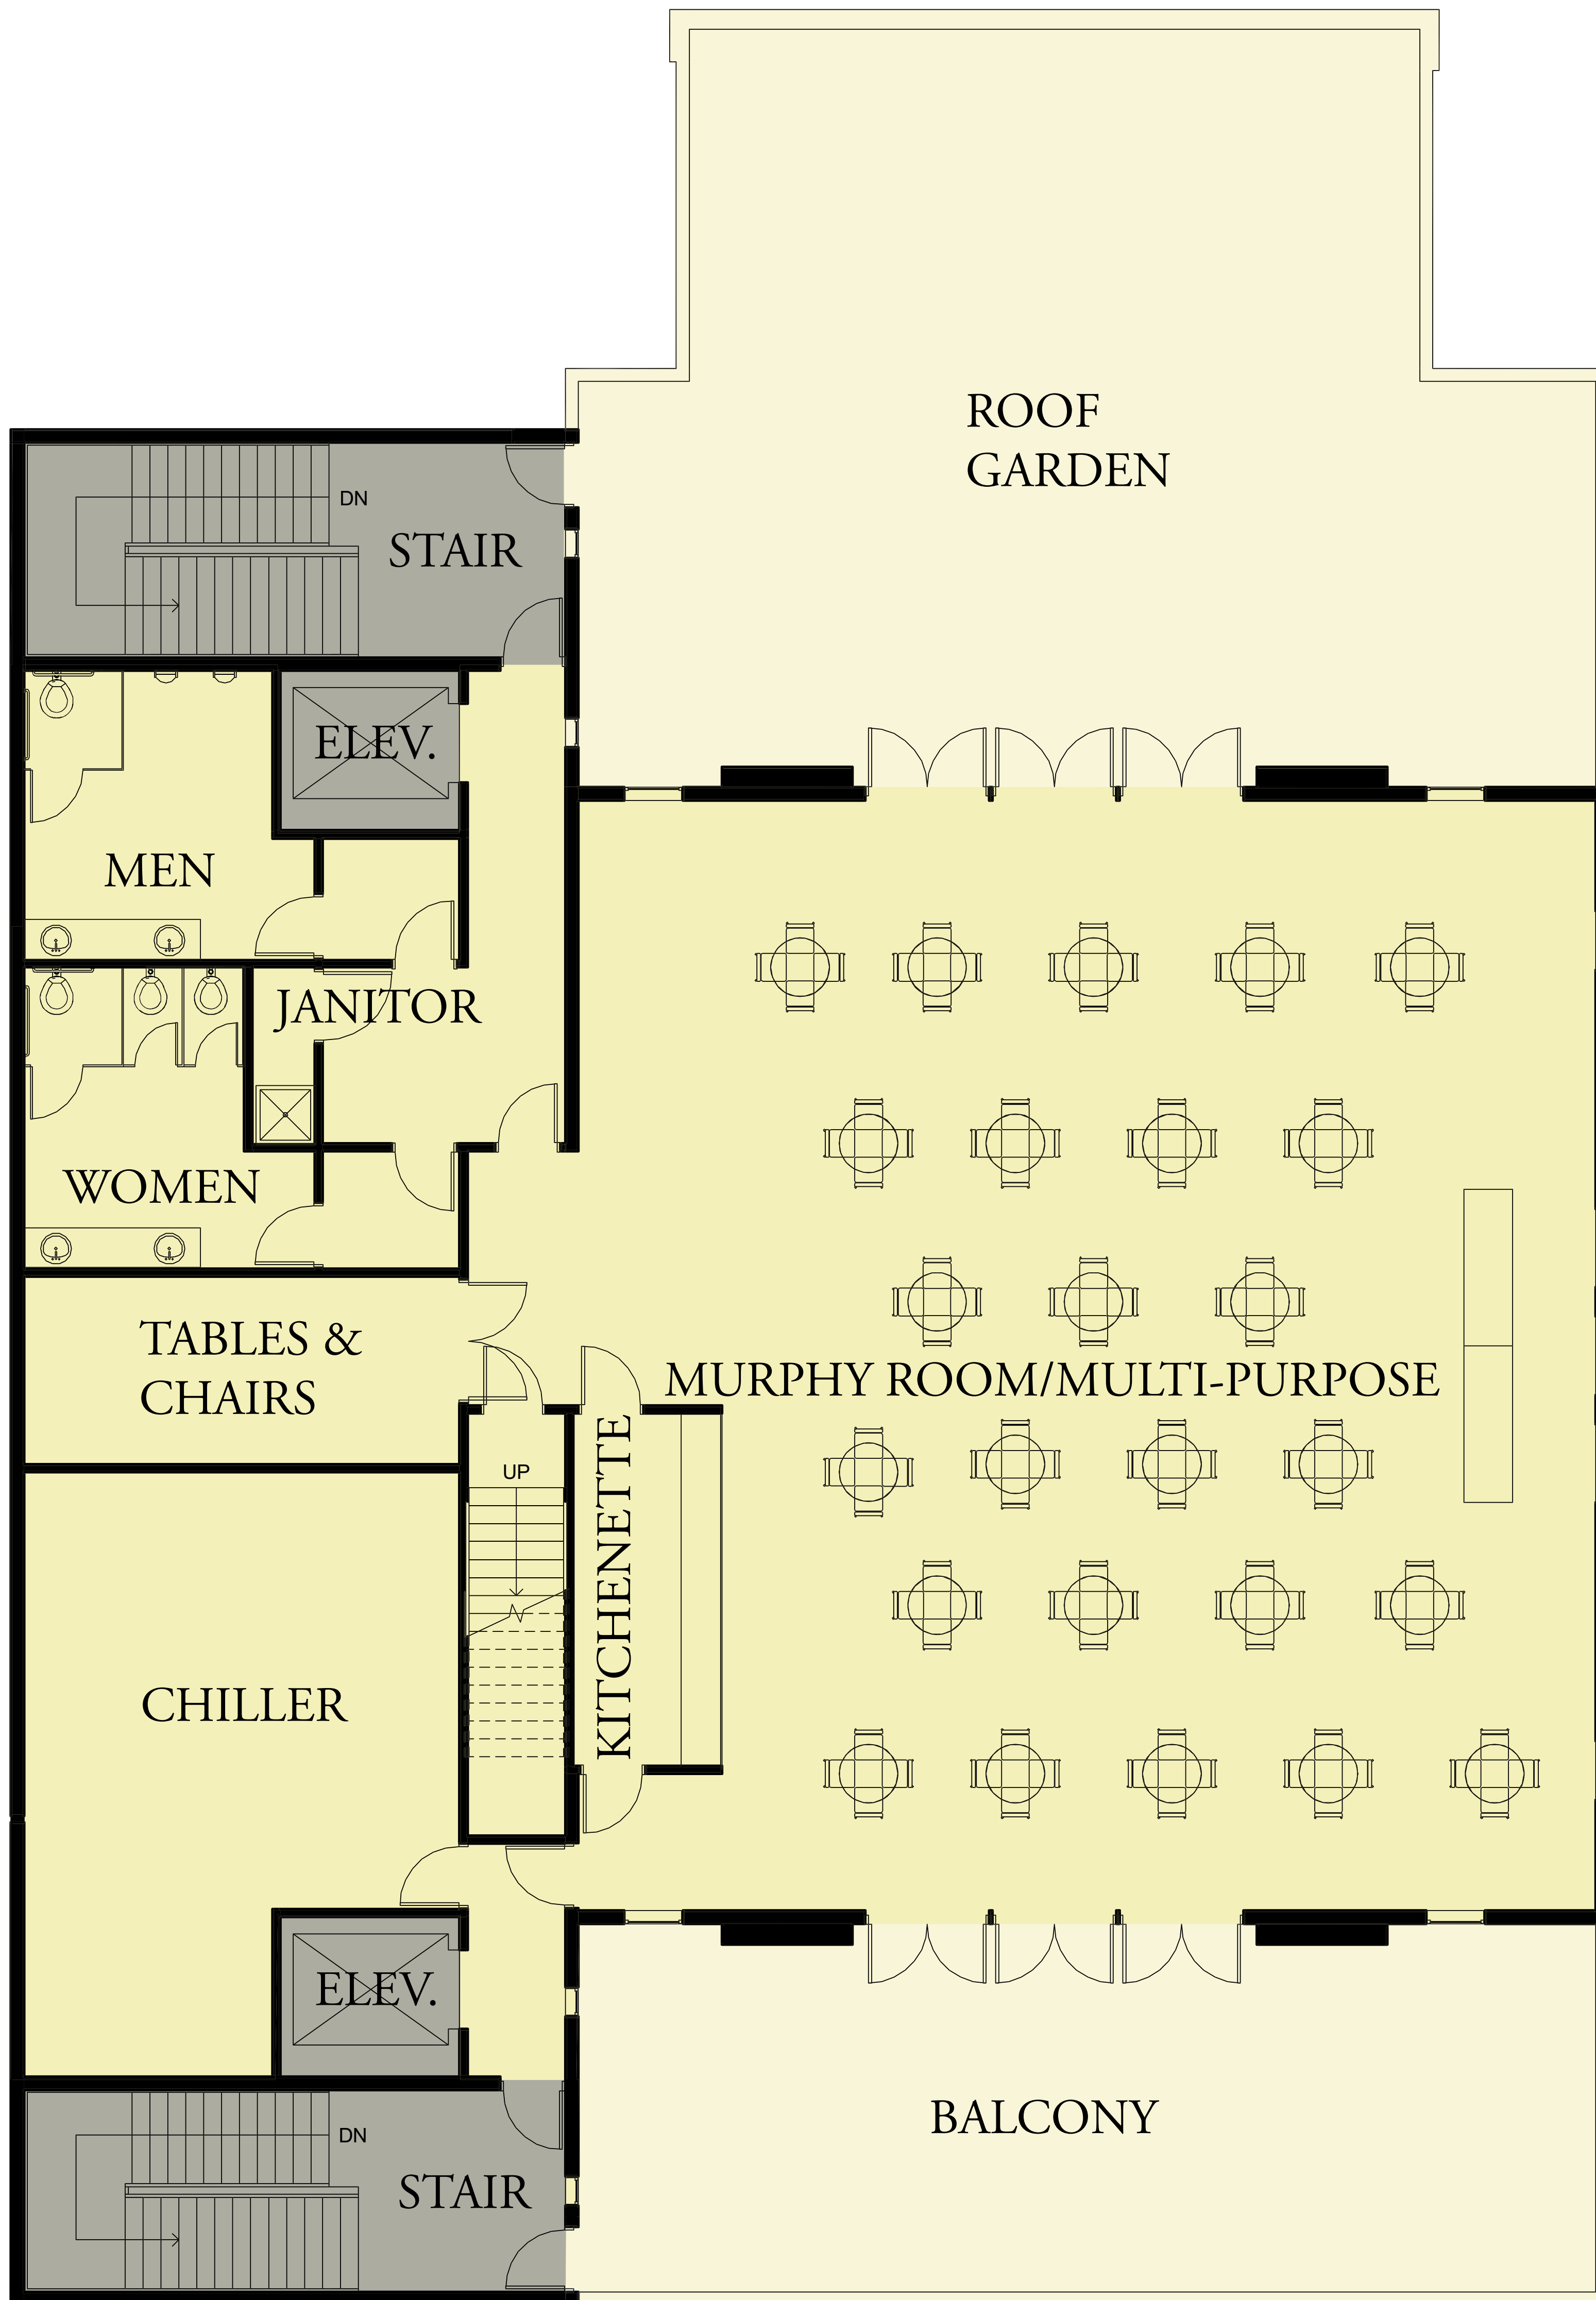 ROOF
GARDEN
DN
STAIR
ELEV.
MEN
JANITOR
WOMEN
TABLES &
CHAIRS
MURPHY ROOM/MULTI-PURPOSE
UP
KITCHENETTE
CHILLER
ELEV.
BALCONY
DN
STAIR